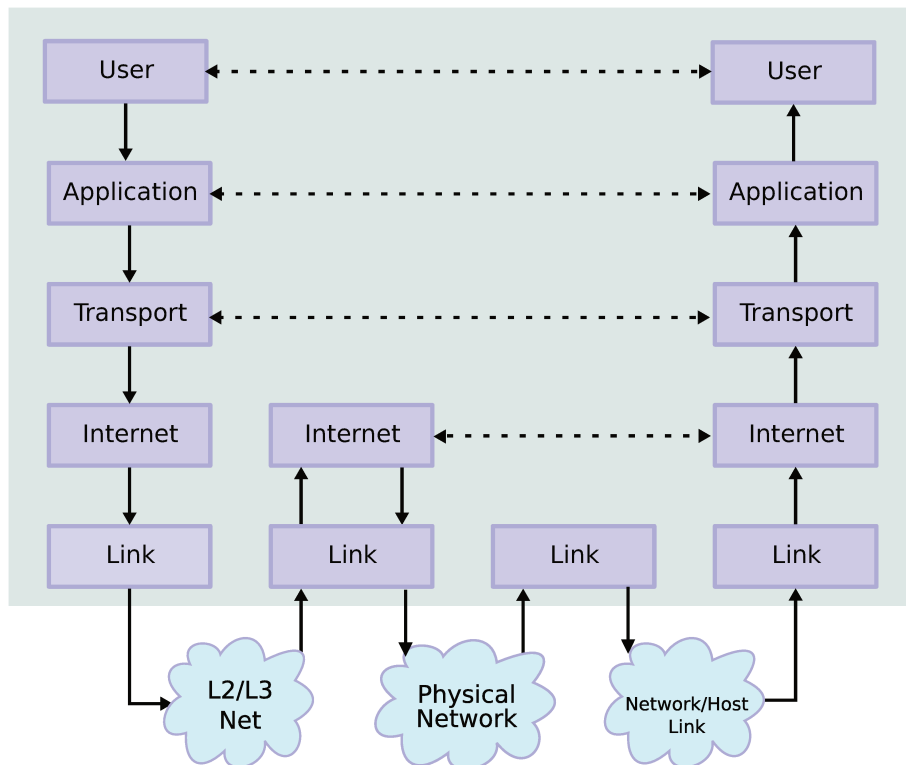 User
User
Application
Application
Transport
Transport
Internet
Internet
Internet
Link
Link
Link
Link
L2/L3
Net
Physical
Network
Network/Host
Link